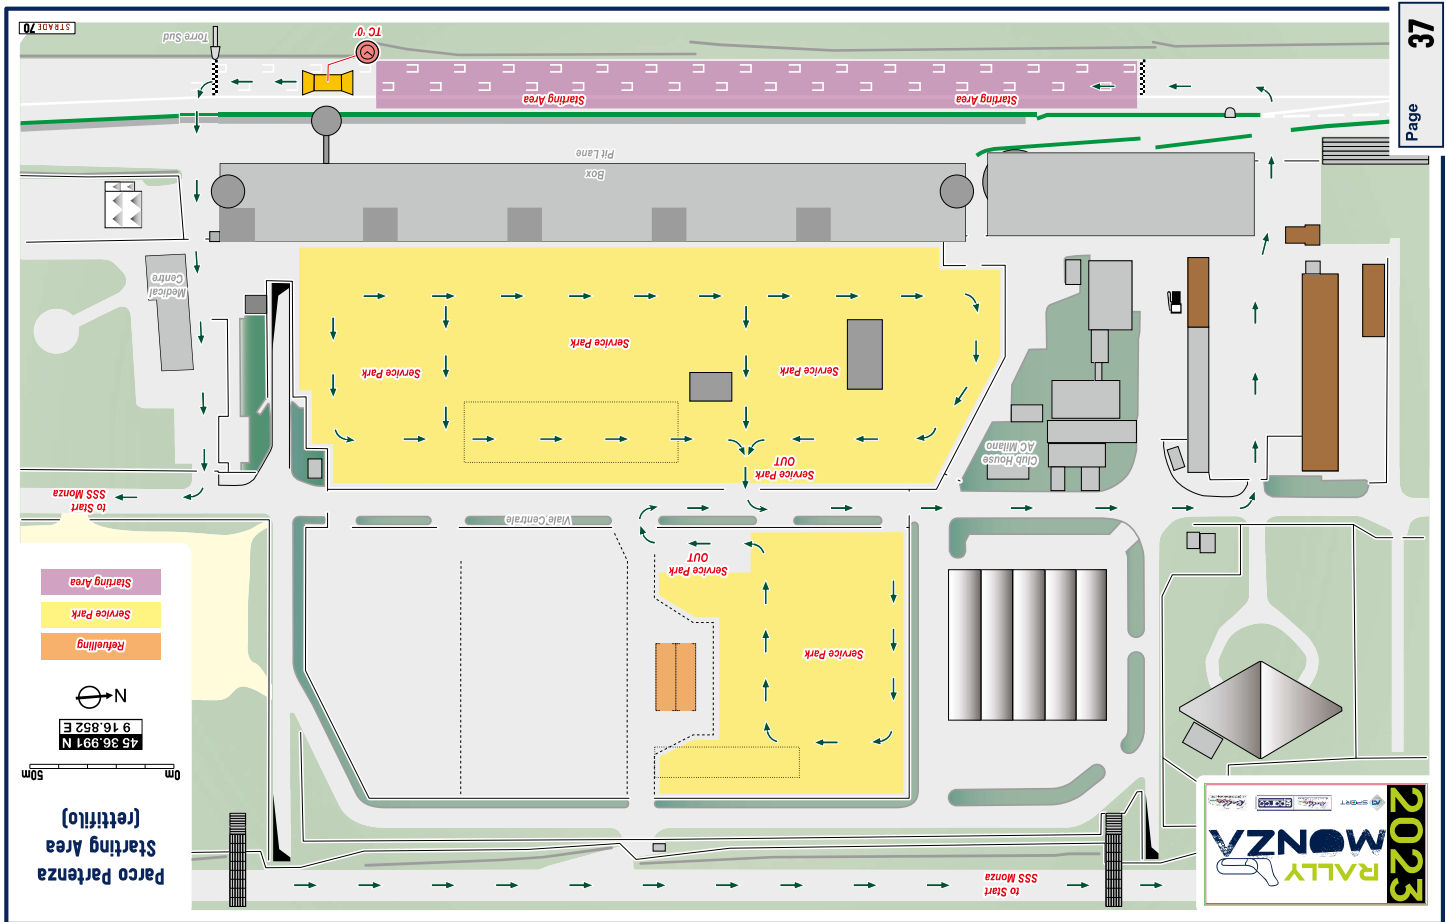 Page 37
2023
RALLY
MONZA
ACI SPORT
SPARCO
to Start
SSS Monza
Parco Partenza
Starting Area
(rettifilo)
0m 50m
45 36.991 N
9 16.852 E
N
Refuelling
Service Park
Starting Area
Service Park
Service Park
OUT
Viale Centrale
to Start
SSS Monza
Service Park
OUT
Club House
AC Milano
Service Park
Service Park
Service Park
Medical
Centre
Box
Pit Lane
Starting Area
Starting Area
TC '0'
Torre Sud
STRADE 70